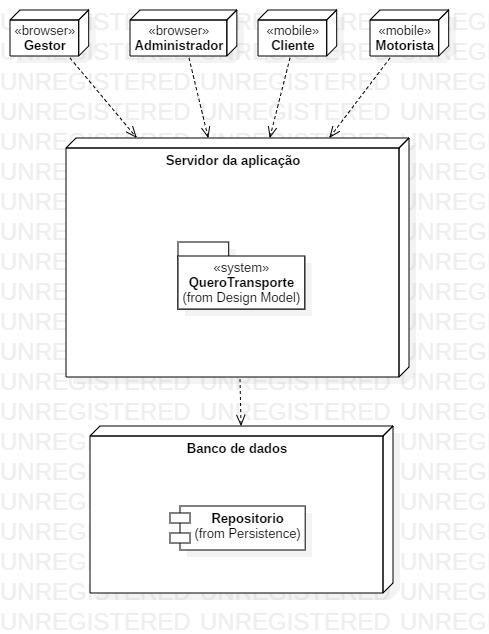 «browser»
Gestor
«browser»
Administrador
«mobile»
Cliente
«mobile»
Motorista
Servidor da aplicação
«system»
QueroTransporte
(from Design Model)
Banco de dados
Repositorio
(from Persistence)
UNREGISTERED